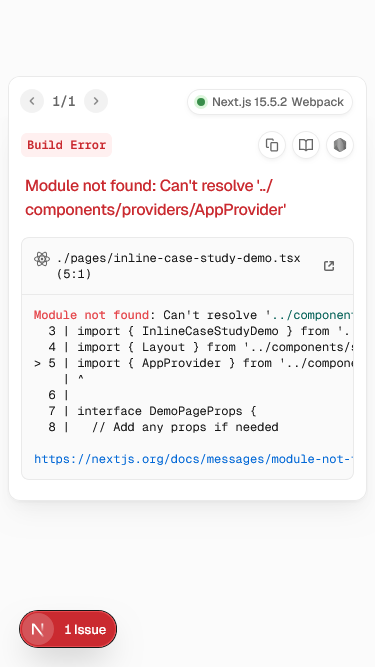 1/1
Next.js 15.5.2 Webpack
Build Error
Module not found: Can't resolve '../
components/providers/AppProvider'
./pages/inline-case-study-demo.tsx
(5:1)
Module not found: Can't resolve '../component
3 | import { InlineCaseStudyDemo } from '.
4 | import { Layout } from '../components/
> 5 | import { AppProvider } from '../compon
| ^
6 |
7 | interface DemoPageProps {
8 |   // Add any props if needed
https://nextjs.org/docs/messages/module-not-
N 1 Issue